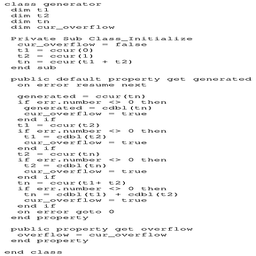 class generator
dim t1
dim t2
dim tn
dim cur_overflow

Private Sub Class_Initialize
cur_overflow = false
t1 = ccur(0)
t2 = ccur(1)
tn = ccur(t1 + t2)
end sub

public default property get generated
on error resume next

generated = ccur(tn)
if err.number <> 0 then
generated = cdbl(tn)
cur_overflow = true
end if
t1 = ccur(t2)
if err.number <> 0 then
t1 = cdbl(t2)
cur_overflow = true
end if
t2 = ccur(tn)
if err.number <> 0 then
t2 = cdbl(tn)
cur_overflow = true
end if
tn = ccur(t1+ t2)
if err.number <> 0 then
tn = cdbl(t1) + cdbl(t2)
cur_overflow = true
end if
on error goto 0
end property

public property get overflow
overflow = cur_overflow
end property

end class